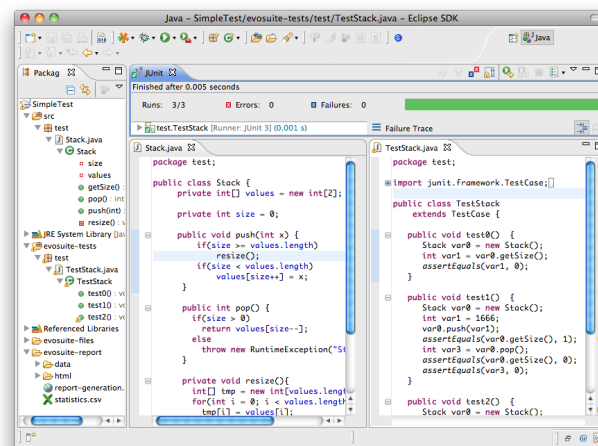 Java - SimpleTest/evosuite-tests/test/TestStack.java - Eclipse SDK
Java
Packag
SimpleTest
src
test
Stack.java
Stack
size
values
getSize() :
pop() : int
push(int) :
resize() : v
JRE System Library [Jav
evosuite-tests
test
TestStack.java
TestStack
test0() : vo
test1() : vo
test2() : vo
Referenced Libraries
evosuite-files
evosuite-report
data
html
report-generation.
statistics.csv
JUnit
Finished after 0.005 seconds
Runs: 3/3 Errors: 0 Failures: 0
test.TestStack [Runner: JUnit 3] (0.001 s)
Failure Trace
Stack.java
package test;
public class Stack {
private int[] values = new int[2];
private int size = 0;
public void push(int x) {
if(size >= values.length)
resize();
if(size < values.length)
values[size++] = x;
}
public int pop() {
if(size > 0)
return values[size--];
else
throw new RuntimeException("St
}
private void resize(){
int[] tmp = new int[values.lengt
for(int i = 0; i < values.length
tmp[i] = values[i];
TestStack.java
package test;
import junit.framework.TestCase;
public class TestStack
extends TestCase {
public void test0() {
Stack var0 = new Stack();
int var1 = var0.getSize();
assertEquals(var1, 0);
}
public void test1() {
Stack var0 = new Stack();
int var1 = 1666;
var0.push(var1);
assertEquals(var0.getSize(), 1);
int var3 = var0.pop();
assertEquals(var0.getSize(), 0);
assertEquals(var3, 0);
}
public void test2() {
Stack var0 = new Stack();